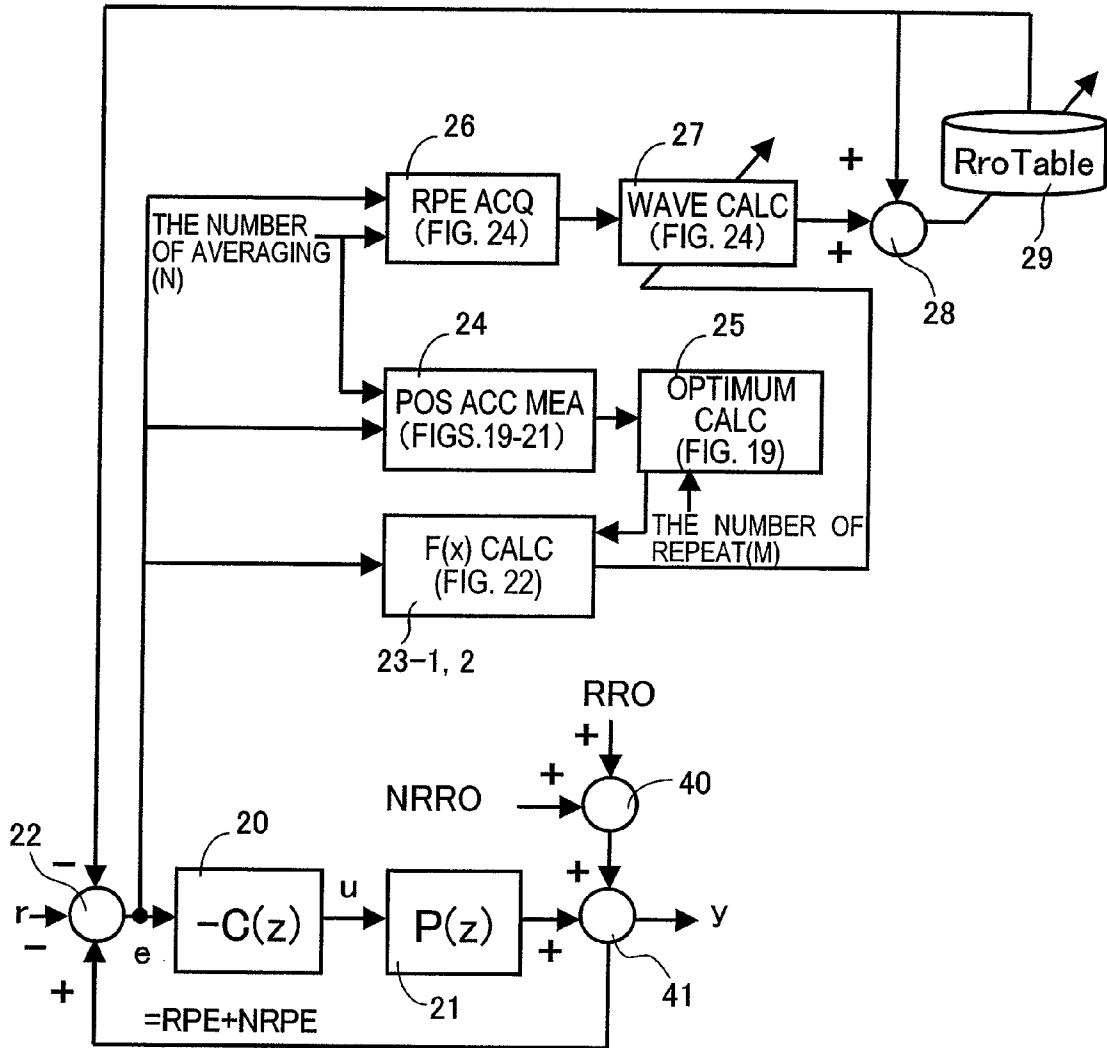 26
27
RroTable
29
+
RPE ACQ
(FIG. 24)
WAVE CALC
(FIG. 24)
+
28
THE NUMBER
OF AVERAGING
(N)
24
25
POS ACC MEA
(FIGS.19-21)
OPTIMUM
CALC
(FIG. 19)
F(x) CALC
(FIG. 22)
THE NUMBER OF
REPEAT(M)
23-1, 2
RRO
+
NRRO
+
40
22
20
-
+
r
-C(z)
u
P(z)
y
-
e
+
+
21
41
=RPE+NRPE